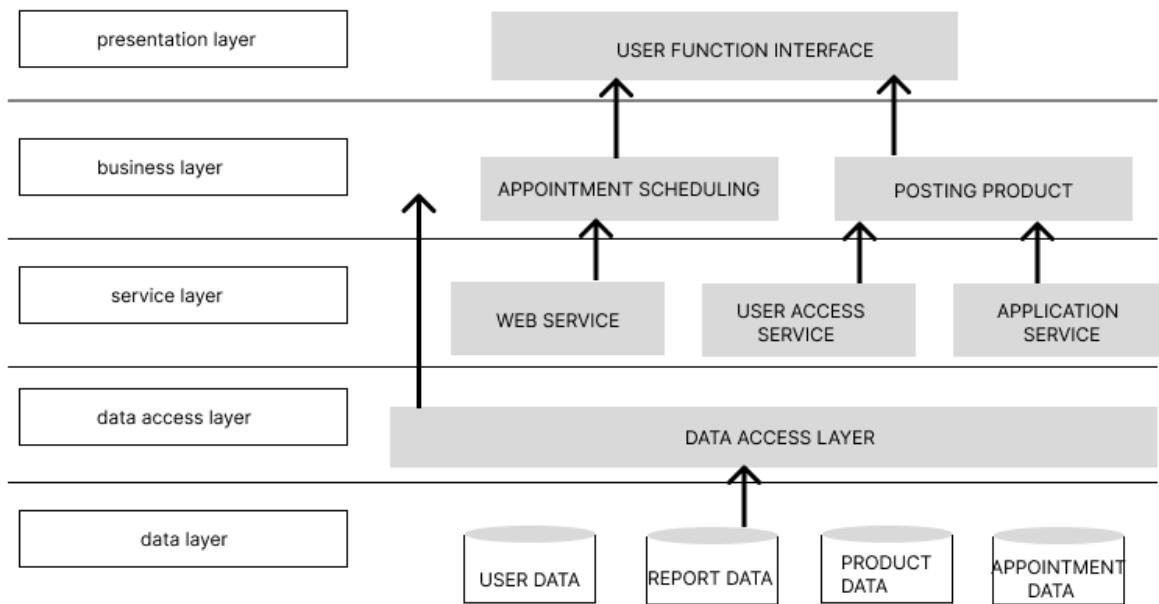 presentation layer
USER FUNCTION INTERFACE
business layer
APPOINTMENT SCHEDULING
POSTING PRODUCT
service layer
WEB SERVICE
USER ACCESS
SERVICE
APPLICATION
SERVICE
data access layer
DATA ACCESS LAYER
data layer
USER DATA
REPORT DATA
PRODUCT
DATA
APPOINTMENT
DATA